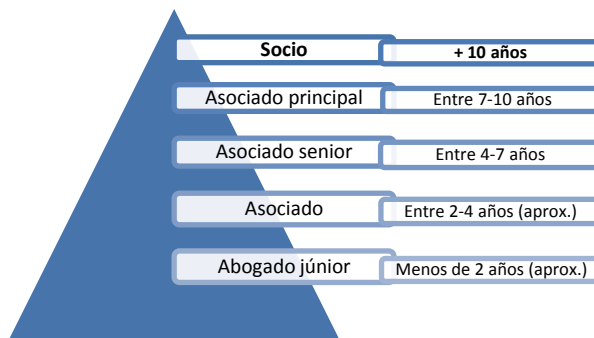 Socio + 10 años
Asociado principal Entre 7-10 años
Asociado senior Entre 4-7 años
Asociado Entre 2-4 años (aprox.)
Abogado júnior Menos de 2 años (aprox.)